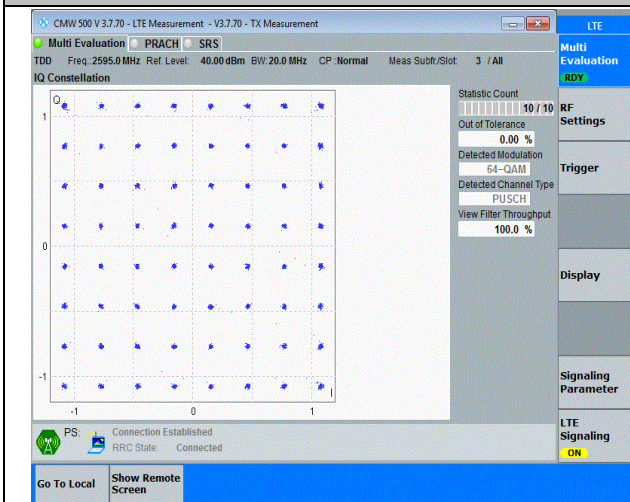 CMW 500 V 3.7.70 - LTE Measurement - V3.7.70 - TX Measurement
LTE
Multi Evaluation PRACH SRS
TDD Freq.:2595.0 MHz Ref. Level: 40.00 dBm BW:20.0 MHz CP :Normal Meas Subfr./Slot: 3 / All
IQ Constellation
Q
1
0
-1
-1 0 1
I
Statistic Count
10 / 10
Out of Tolerance
0.00 %
Detected Modulation
64-QAM
Detected Channel Type
PUSCH
View Filter Throughput
100.0 %
Multi
Evaluation
RDY
RF
Settings
Trigger
Display
Signaling
Parameter
LTE
Signaling
ON
PS: Connection Established
RRC State: Connected
Go To Local
Show Remote
Screen